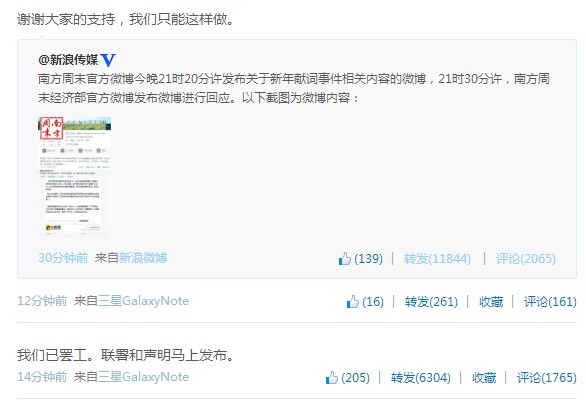 谢谢大家的支持，我们只能这样做。
@新浪传媒 V
南方周末官方微博今晚21时20分许发布关于新年献词事件相关内容的微博，21时30分许，南方周
末经济部官方微博发布微博进行回应。以下截图为微博内容：
南方周末
30分钟前 来自新浪微博 (139) | 转发(11844) | 评论(2065)
12分钟前 来自三星GalaxyNote (16) | 转发(261) | 收藏 | 评论(161)
我们已罢工。联署和声明马上发布。
14分钟前 来自三星GalaxyNote (205) | 转发(6304) | 收藏 | 评论(1765)